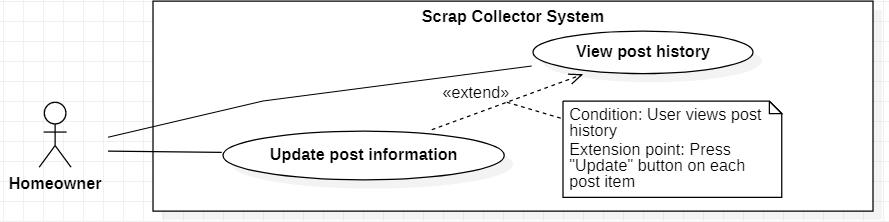 Scrap Collector System
View post history
«extend»
Condition: User views post
history
Extension point: Press
"Update" button on each
post item
Update post information
Homeowner